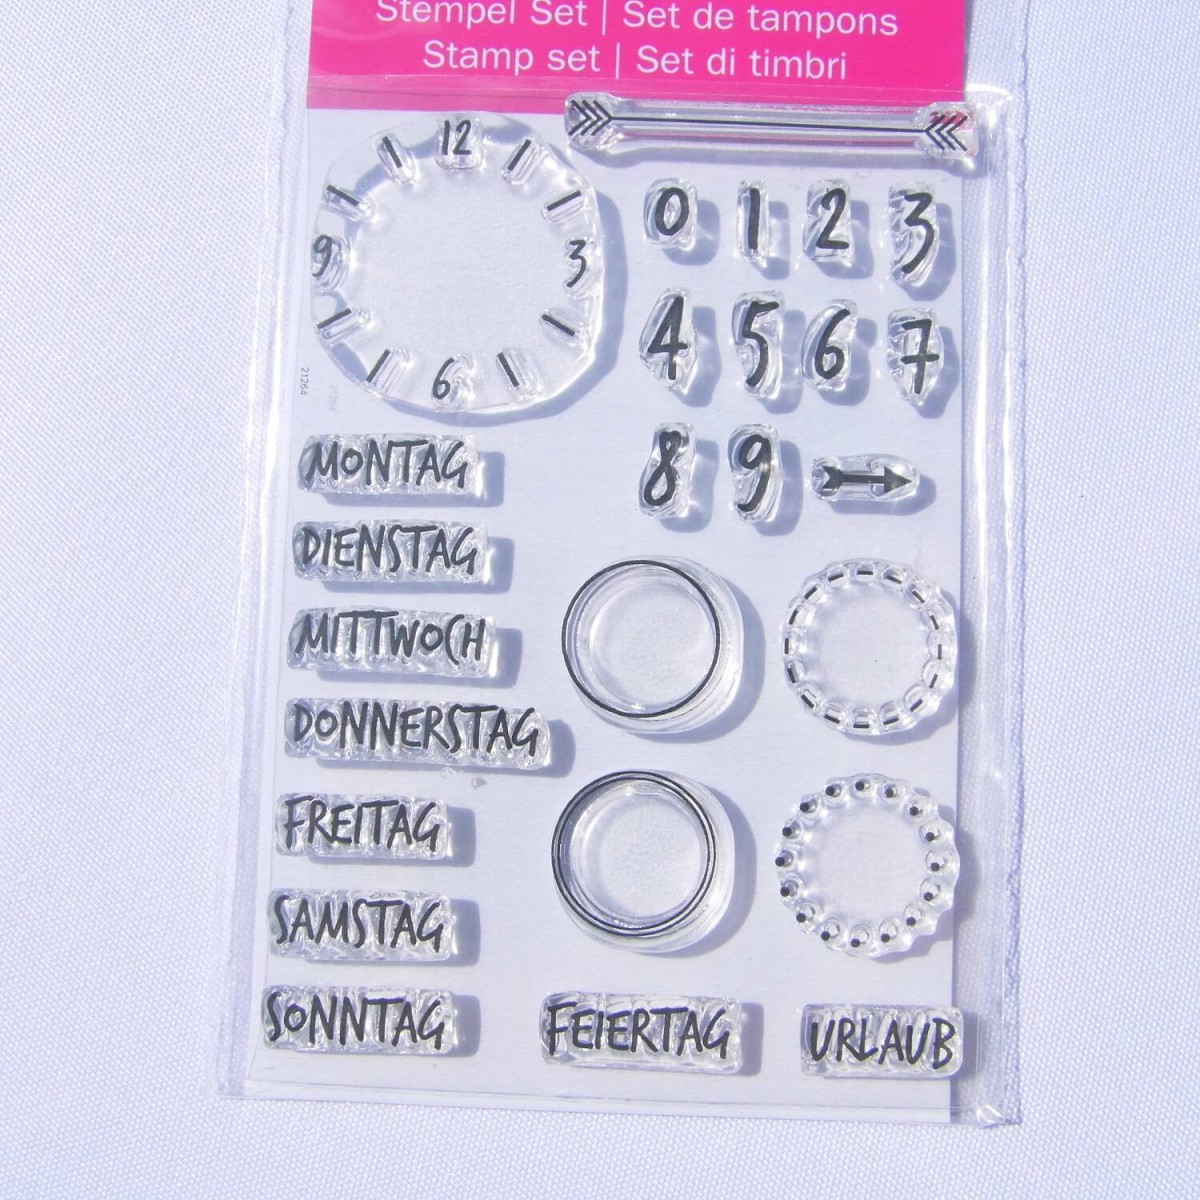 Stempel Set | Set de tampons
Stamp set | Set di timbri
12
9 3
6
21264
0 1 2 3
4 5 6 7
8 9
MONTAG
DIENSTAG
MITTWOCH
DONNERSTAG
FREITAG
SAMSTAG
SONNTAG
FEIERTAG
URLAUB